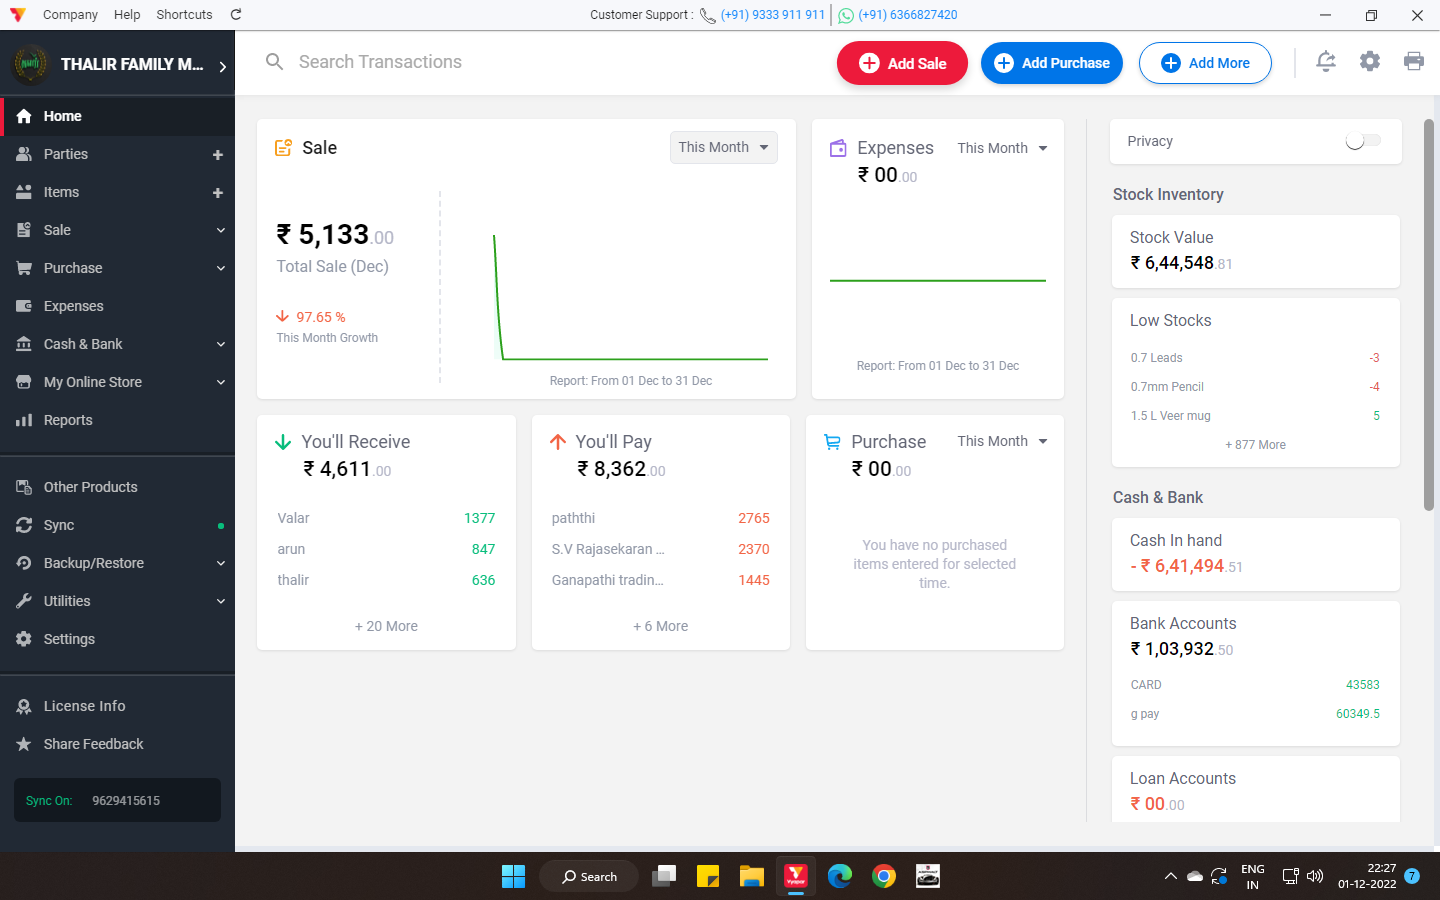 Company Help Shortcuts
Customer Support : (+91) 9333 911 911 (+91) 6366827420
THALIR FAMILY M...
Search Transactions
Add Sale
Add Purchase
Add More
Home
Parties
Items
Sale
Purchase
Expenses
Cash & Bank
My Online Store
Reports
Other Products
Sync
Backup/Restore
Utilities
Settings
License Info
Share Feedback
Sync On: 9629415615
Sale
This Month
₹ 5,133.00
Total Sale (Dec)
97.65 %
This Month Growth
Report: From 01 Dec to 31 Dec
Expenses
This Month
₹ 00.00
Report: From 01 Dec to 31 Dec
You'll Receive
₹ 4,611.00
Valar 1377
arun 847
thalir 636
+ 20 More
You'll Pay
₹ 8,362.00
paththi 2765
S.V Rajasekaran ... 2370
Ganapathi tradin... 1445
+ 6 More
Purchase
This Month
₹ 00.00
You have no purchased
items entered for selected
time.
Privacy
Stock Inventory
Stock Value
₹ 6,44,548.81
Low Stocks
0.7 Leads -3
0.7mm Pencil -4
1.5 L Veer mug 5
+ 877 More
Cash & Bank
Cash In hand
- ₹ 6,41,494.51
Bank Accounts
₹ 1,03,932.50
CARD 43583
g pay 60349.5
Loan Accounts
₹ 00.00
Search
Vyapar
ENG
IN
22:27
01-12-2022
7